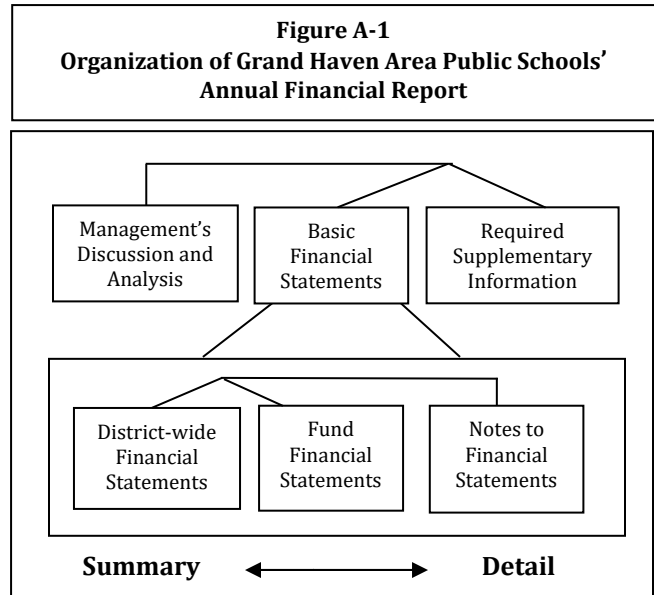 Figure A-1
Organization of Grand Haven Area Public Schools’
Annual Financial Report
Management’s
Discussion and
Analysis
Basic
Financial
Statements
Required
Supplementary
Information
District-wide
Financial
Statements
Fund
Financial
Statements
Notes to
Financial
Statements
Summary
Detail